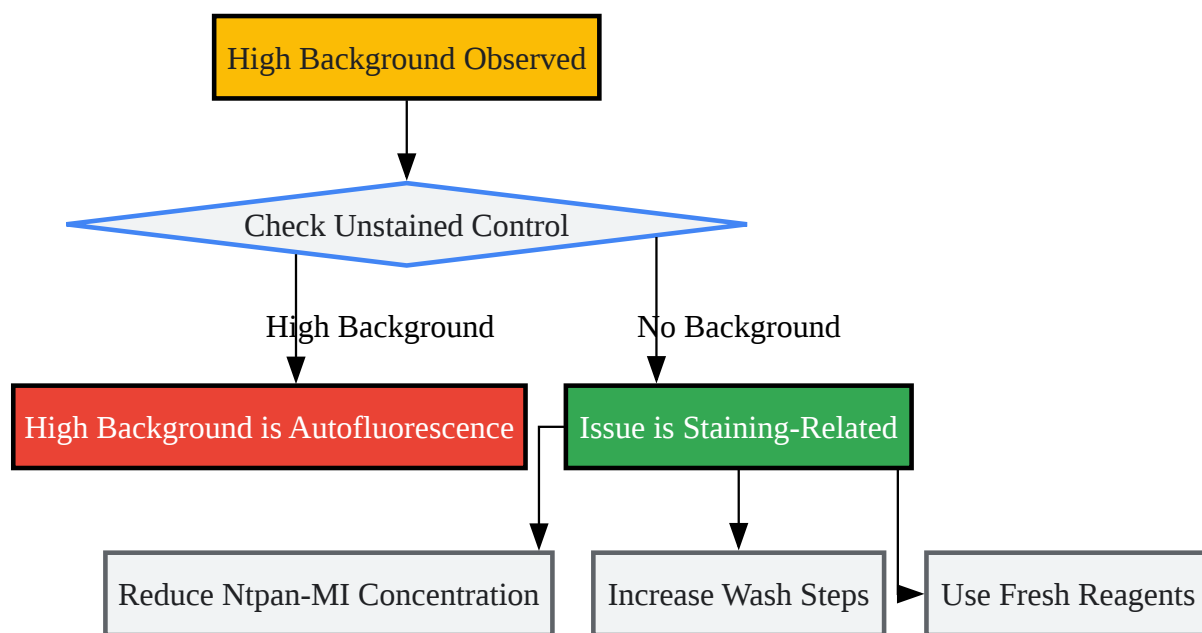 High Background Observed
Check Unstained Control
High Background
No Background
High Background is Autofluorescence
Issue is Staining-Related
Reduce Ntpan-MI Concentration
Increase Wash Steps
Use Fresh Reagents